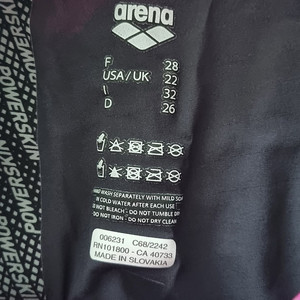 arena
F 28
USA / UK 22
I 32
D 26
WASH SEPARATELY WITH MILD SOAP
IN COLD WATER AFTER EACH USE
DO NOT BLEACH DO NOT TUMBLE DRY
DO NOT IRON DO NOT DRY
006231 C68/2242
RN101800 - CA 40733
MADE IN SLOVAKIA
POWERSKIN